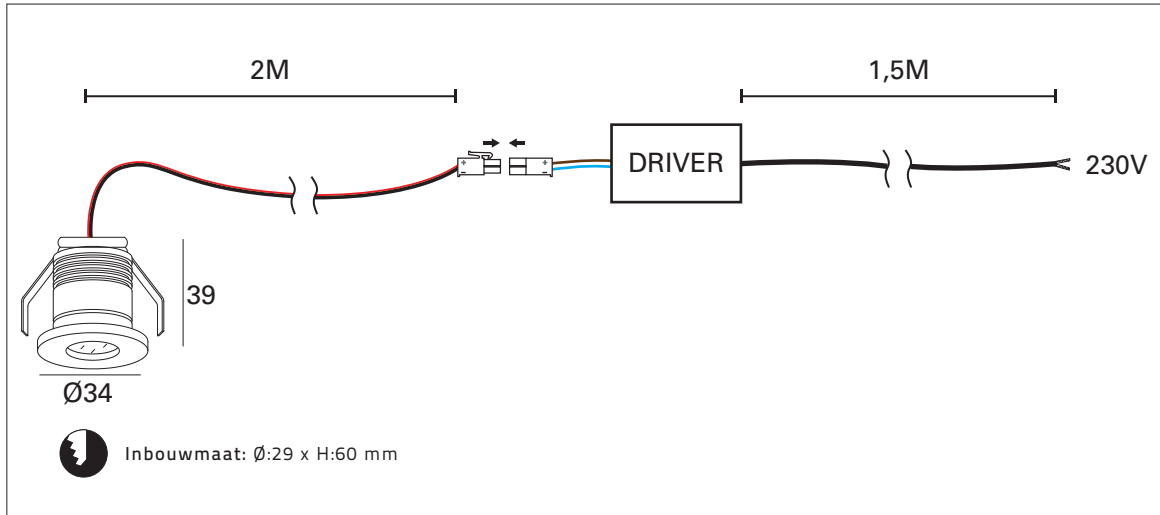 2M
1,5M
DRIVER
230V
39
Ø34
Inbouwmaat: Ø:29 x H:60 mm